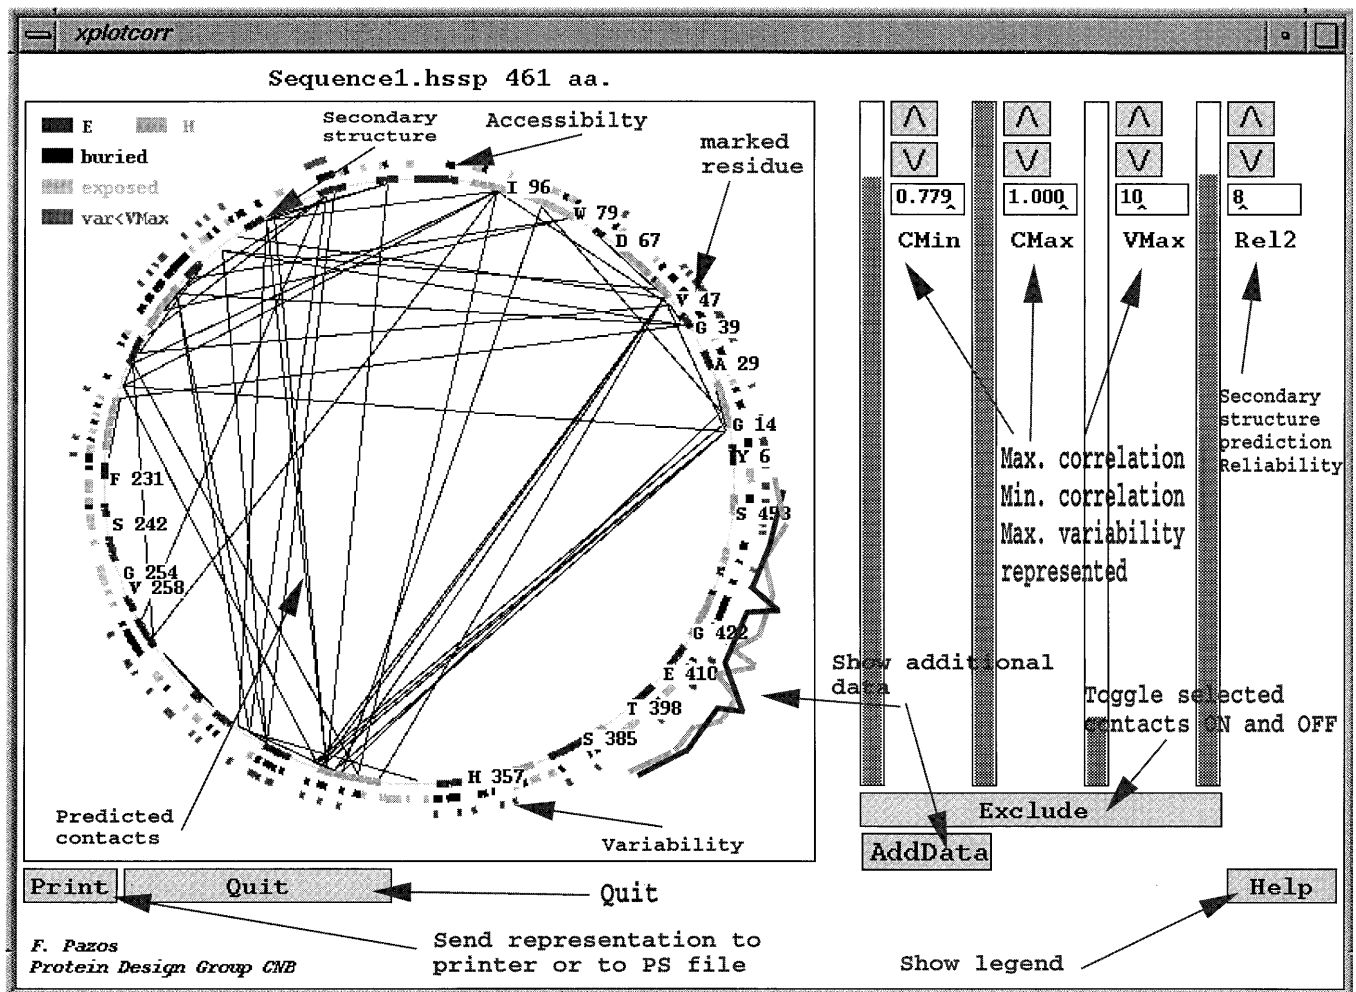 xplotcorr
Sequence1.hssp 461 aa.
E H
buried
exposed
var<VMax
Secondary
structure
Accessibilty
marked
residue
I 96
W 79
D 67
V 47
G 39
A 29
G 14
Y 6
S 493
G 422
E 410
T 398
S 385
H 357
F 231
S 242
G 254
V 258
Predicted
contacts
Variability
0.779
1.000
10
8
CMin
CMax
VMax
Rel2
Secondary
structure
prediction
Reliability
Max. correlation
Min. correlation
Max. variability
represented
Show additional
data
Toggle selected
contacts ON and OFF
Exclude
AddData
Print
Quit
Quit
Help
Send representation to
printer or to PS file
Show legend
F. Pazos
Protein Design Group CNB